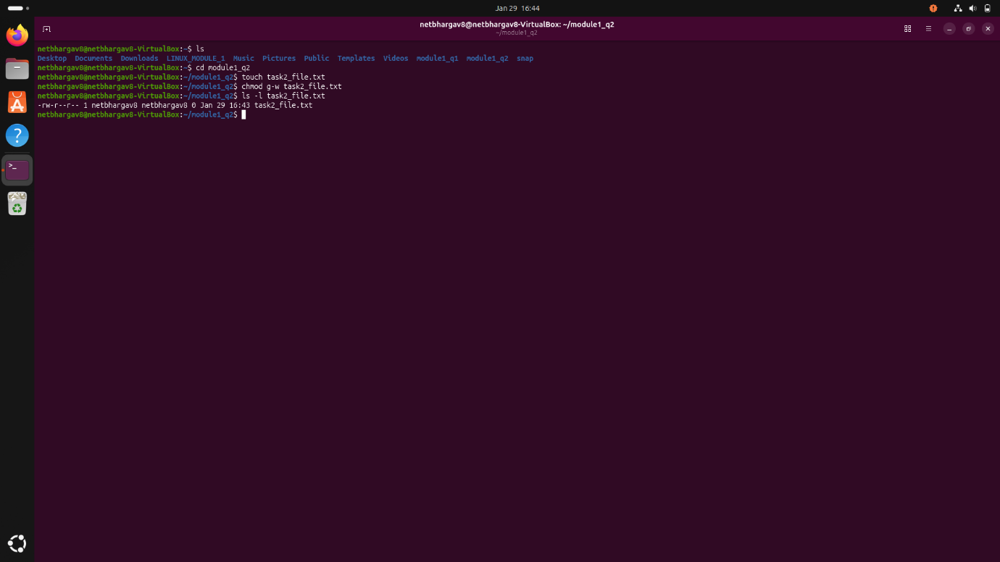 Jan 29 16:44
netbhargav8@netbhargav8-VirtualBox: ~/module1_q2
~/module1_q2
netbhargav8@netbhargav8-VirtualBox:~$ ls
Desktop Documents Downloads LINUX_MODULE_1 Music Pictures Public Templates Videos module1_q1 module1_q2 snap
netbhargav8@netbhargav8-VirtualBox:~$ cd module1_q2
netbhargav8@netbhargav8-VirtualBox:~/module1_q2$ touch task2_file.txt
netbhargav8@netbhargav8-VirtualBox:~/module1_q2$ chmod g-w task2_file.txt
netbhargav8@netbhargav8-VirtualBox:~/module1_q2$ ls -l task2_file.txt
-rw-r--r-- 1 netbhargav8 netbhargav8 0 Jan 29 16:43 task2_file.txt
netbhargav8@netbhargav8-VirtualBox:~/module1_q2$